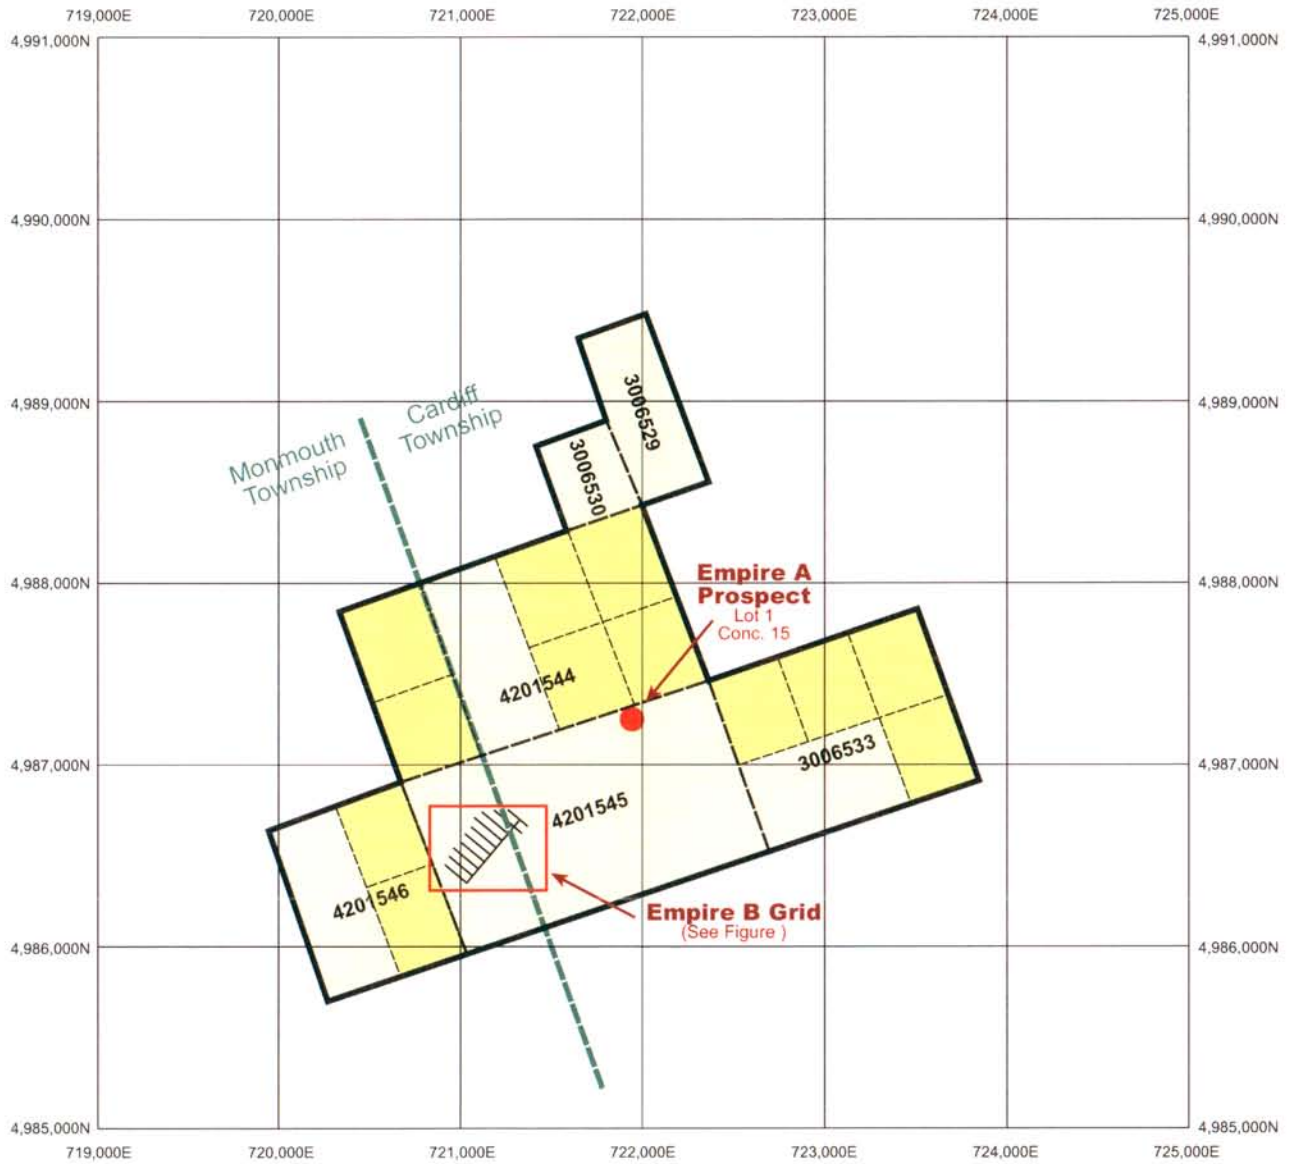 719,000E 720,000E 721,000E 722,000E 723,000E 724,000E 725,000E
4,991,000N 4,991,000N
4,990,000N 4,990,000N
4,989,000N 4,989,000N
Cardiff
Township
Monmouth
Township
3006529
3006530
4,988,000N 4,988,000N
Empire A
Prospect
Lot 1
Conc. 15
4201544
3006533
4,987,000N 4,987,000N
4201545
4201546
Empire B Grid
(See Figure )
4,986,000N 4,986,000N
4,985,000N 4,985,000N
719,000E 720,000E 721,000E 722,000E 723,000E 724,000E 725,000E